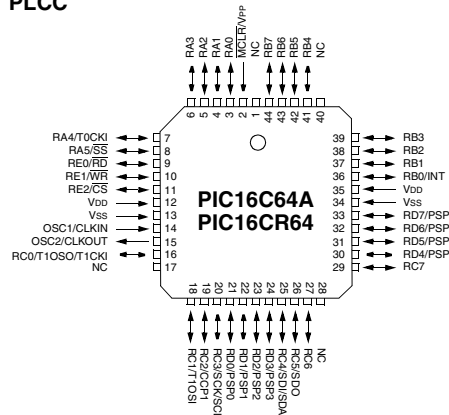 PLCC
RA3
RA2
RA1
RA0
MCLR/VPP
NC
RB7
RB6
RB5
RB4
NC
6
5
4
3
2
1
44
43
42
41
40
RA4/T0CKI 7
RA5/SS 8
RE0/RD 9
RE1/WR 10
RE2/CS 11
VDD 12
VSS 13
OSC1/CLKIN 14
OSC2/CLKOUT 15
RC0/T1OSO/T1CKI 16
NC 17
PIC16C64A
PIC16CR64
39 RB3
38 RB2
37 RB1
36 RB0/INT
35 VDD
34 VSS
33 RD7/PSP
32 RD6/PSP
31 RD5/PSP
30 RD4/PSP
29 RC7
18
19
20
21
22
23
24
25
26
27
28
RC1/T1OSI
RC2/CCP1
RC3/SCK/SCL
RD0/PSP0
RD1/PSP1
RD2/PSP2
RD3/PSP3
RC4/SDI/SDA
RC5/SDO
RC6
NC